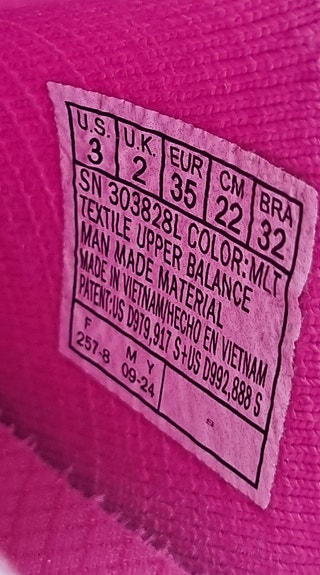 U.S. U.K. EUR CM BRA
3 2 35 22 32
SN 303828L COLOR:MLT
TEXTILE UPPER BALANCE
MAN MADE MATERIAL
MADE IN VIETNAM/HECHO EN VIETNAM
PATENT:US D979,917 S+US D992,888 S
F M Y
257-8 09-24